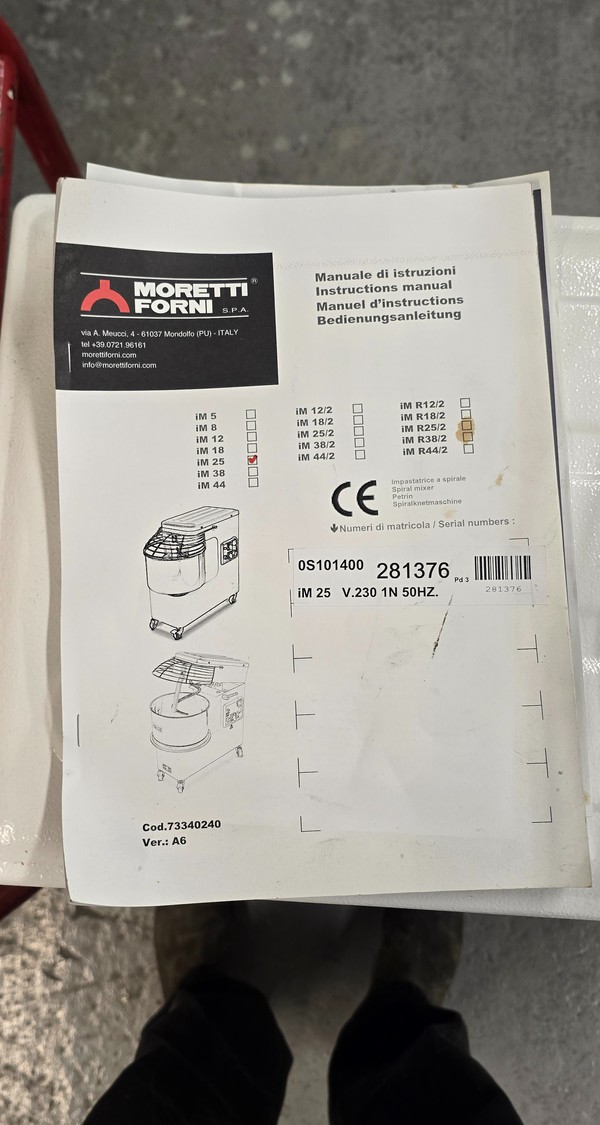 MORETTI®
FORNI S.P.A.
via A. Meucci, 4 - 61037 Mondolfo (PU) - ITALY
tel +39.0721.96161
morettiforni.com
info@morettiforni.com
Manuale di istruzioni
Instructions manual
Manuel d'instructions
Bedienungsanleitung
iM 5
iM 8
iM 12
iM 18
iM 25
iM 38
iM 44
iM 12/2
iM 18/2
iM 25/2
iM 38/2
iM 44/2
iM R12/2
iM R18/2
iM R25/2
iM R38/2
iM R44/2
CE
Impastatrice a spirale
Spiral mixer
Petrin
Spiralknetmaschine
Numeri di matricola / Serial numbers :
0S101400 281376 Pd 3
281376
iM 25 V.230 1N 50HZ.
Cod.73340240
Ver.: A6